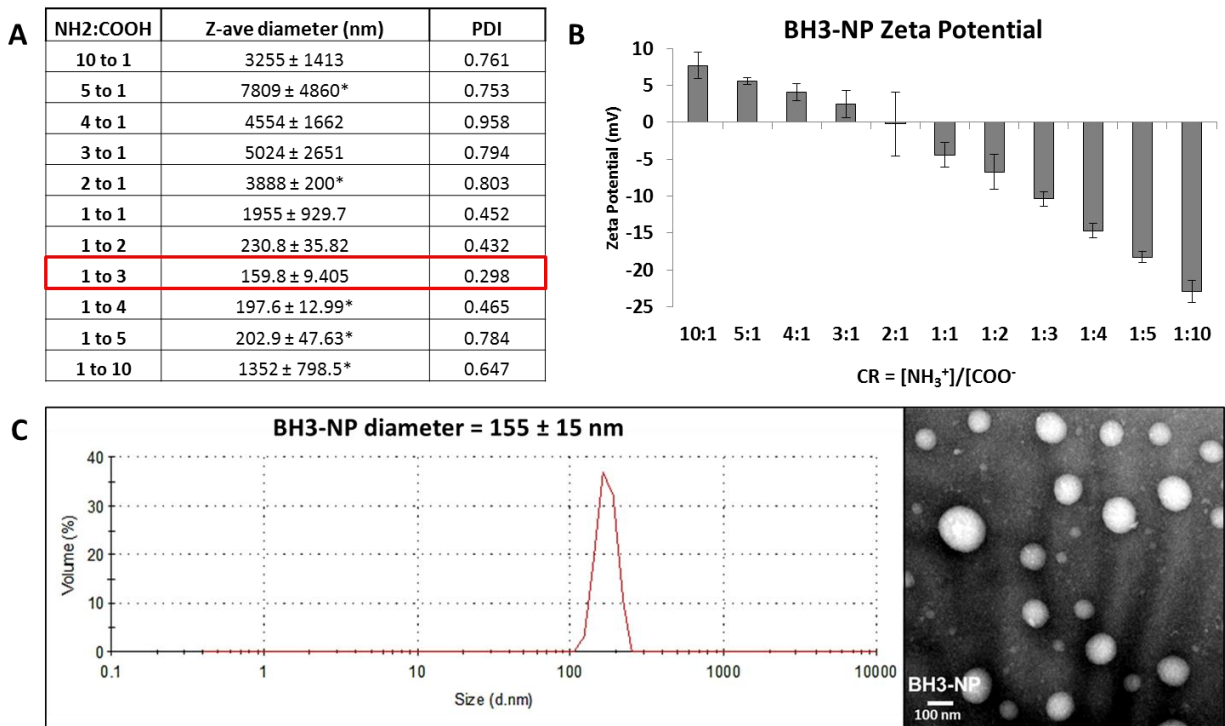 A
NH2:COOH Z-ave diameter (nm) PDI
10 to 1 3255 ± 1413 0.761
5 to 1 7809 ± 4860* 0.753
4 to 1 4554 ± 1662 0.958
3 to 1 5024 ± 2651 0.794
2 to 1 3888 ± 200* 0.803
1 to 1 1955 ± 929.7 0.452
1 to 2 230.8 ± 35.82 0.432
1 to 3 159.8 ± 9.405 0.298
1 to 4 197.6 ± 12.99* 0.465
1 to 5 202.9 ± 47.63* 0.784
1 to 10 1352 ± 798.5* 0.647
B
BH3-NP Zeta Potential
Zeta Potential (mV)
10
5
0
-5
-10
-15
-20
-25
10:1 5:1 4:1 3:1 2:1 1:1 1:2 1:3 1:4 1:5 1:10
CR = [NH₃⁺]/[COO⁻
C
BH3-NP diameter = 155 ± 15 nm
Volume (%)
40
30
20
10
0
0.1 1 10 100 1000 10000
Size (d.nm)
BH3-NP
100 nm